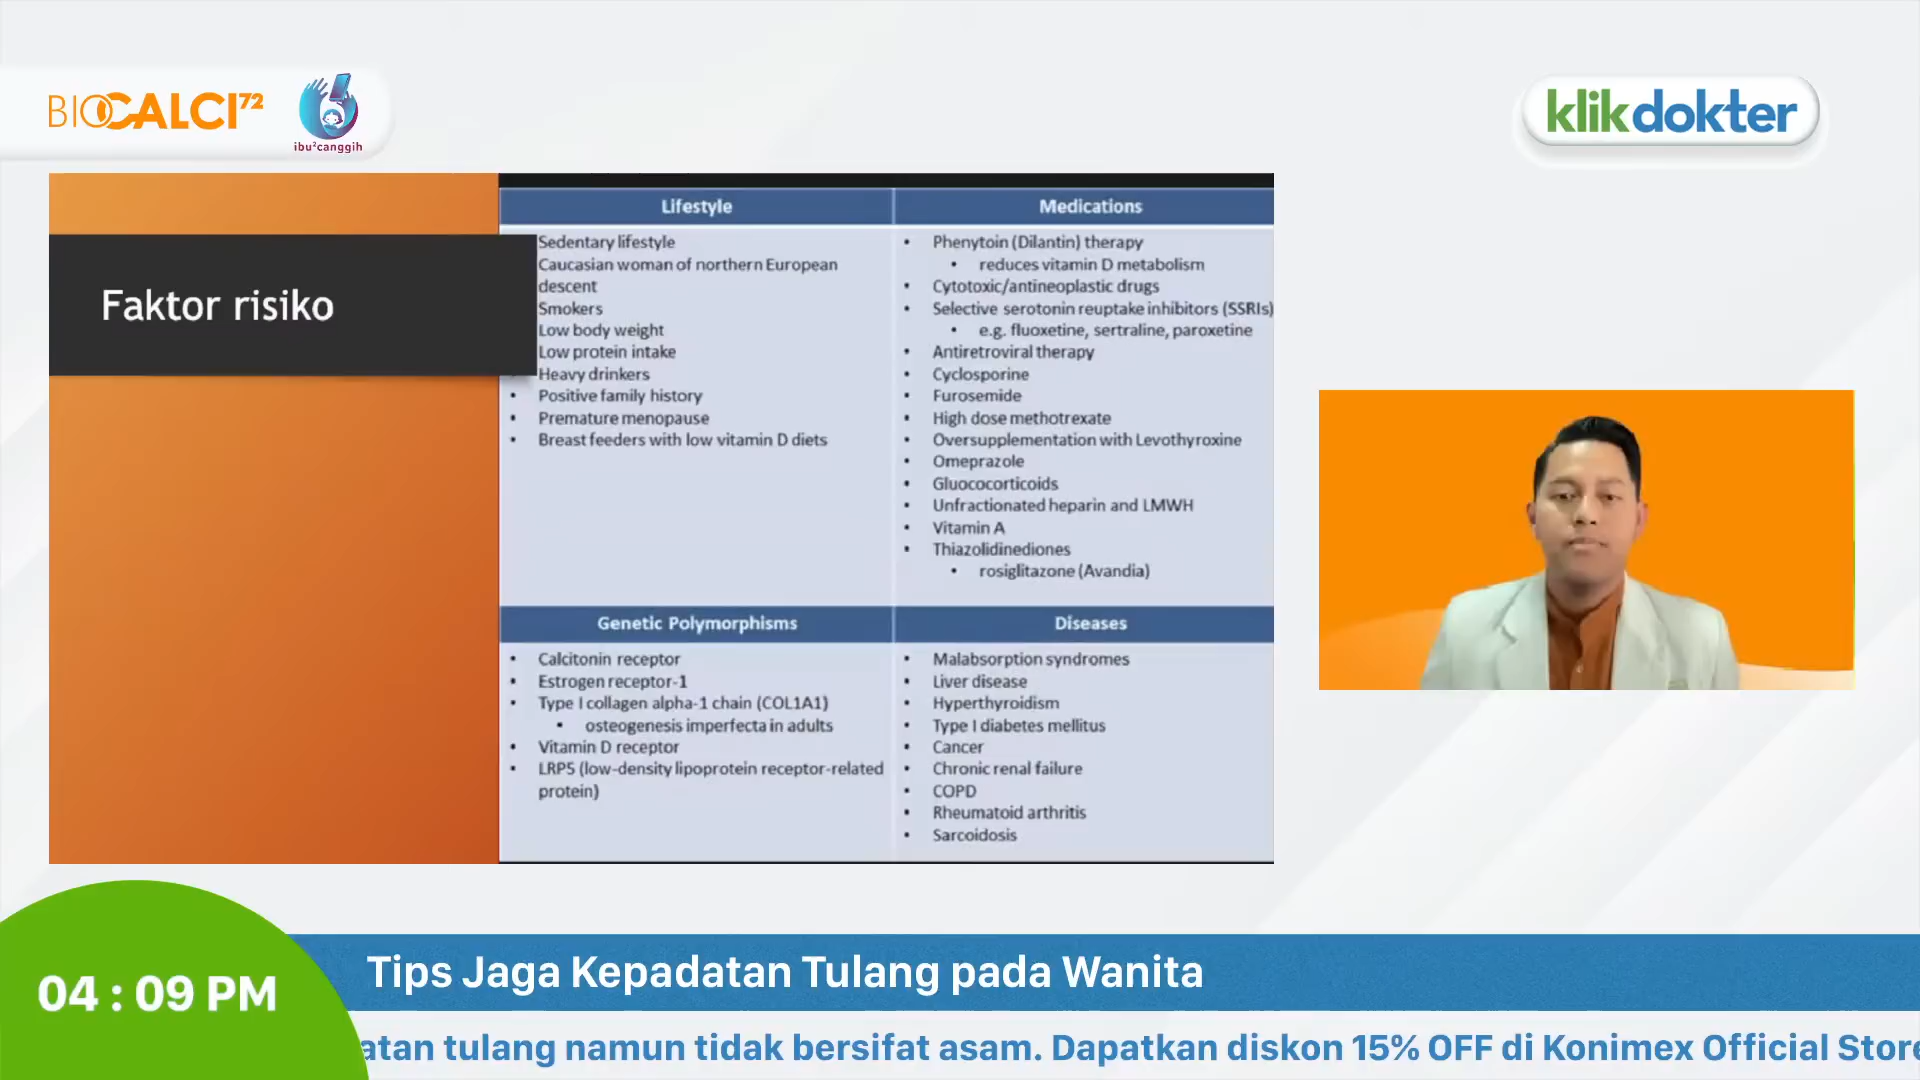 BIOCALCI72
ibu²canggih
klikdokter
Faktor risiko
Lifestyle
Sedentary lifestyle
Caucasian woman of northern European
descent
Smokers
Low body weight
Low protein intake
Heavy drinkers
• Positive family history
• Premature menopause
• Breast feeders with low vitamin D diets
Medications
• Phenytoin (Dilantin) therapy
• reduces vitamin D metabolism
• Cytotoxic/antineoplastic drugs
• Selective serotonin reuptake inhibitors (SSRIs)
• e.g. fluoxetine, sertraline, paroxetine
• Antiretroviral therapy
• Cyclosporine
• Furosemide
• High dose methotrexate
• Oversupplementation with Levothyroxine
• Omeprazole
• Gluococorticoids
• Unfractionated heparin and LMWH
• Vitamin A
• Thiazolidinediones
• rosiglitazone (Avandia)
Genetic Polymorphisms
• Calcitonin receptor
• Estrogen receptor-1
• Type I collagen alpha-1 chain (COL1A1)
• osteogenesis imperfecta in adults
• Vitamin D receptor
• LRP5 (low-density lipoprotein receptor-related
protein)
Diseases
• Malabsorption syndromes
• Liver disease
• Hyperthyroidism
• Type I diabetes mellitus
• Cancer
• Chronic renal failure
• COPD
• Rheumatoid arthritis
• Sarcoidosis
04 : 09 PM
Tips Jaga Kepadatan Tulang pada Wanita
atan tulang namun tidak bersifat asam. Dapatkan diskon 15% OFF di Konimex Official Store